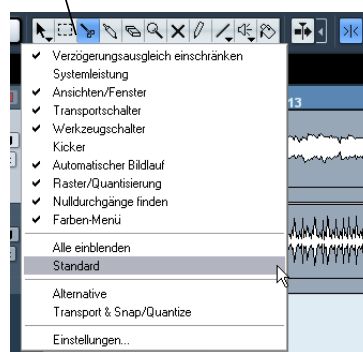 Verzögerungsausgleich einschränken
Systemleistung
Ansichten/Fenster
13
Transportschalter
Werkzeugschalter
Kicker
Automatischer Bildlauf
Raster/Quantisierung
Nulldurchgänge finden
Farben-Menü
Alle einblenden
Standard
Alternative
Transport & Snap/Quantize
Einstellungen...